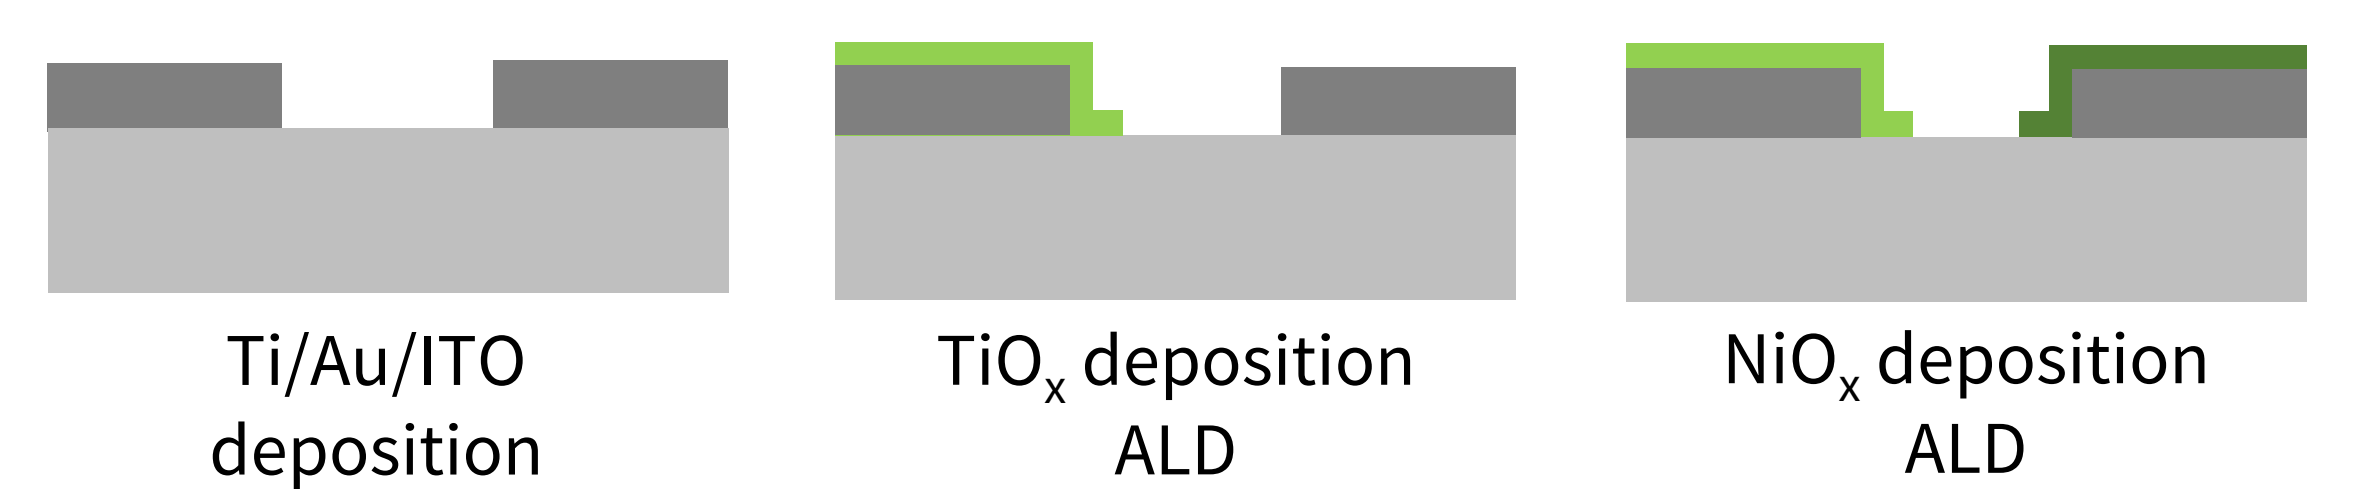 Ti/Au/ITO
deposition
TiOₓ deposition
ALD
NiOₓ deposition
ALD